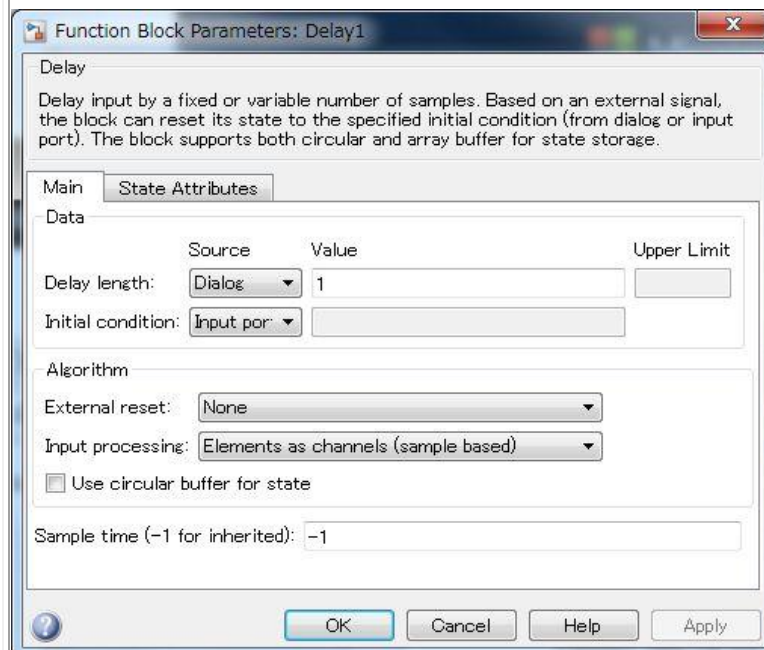 Function Block Parameters: Delay1
Delay
Delay input by a fixed or variable number of samples. Based on an external signal,
the block can reset its state to the specified initial condition (from dialog or input
port). The block supports both circular and array buffer for state storage.
Main State Attributes
Data
Source Value Upper Limit
Delay length: Dialog 1
Initial condition: Input por
Algorithm
External reset: None
Input processing: Elements as channels (sample based)
Use circular buffer for state
Sample time (-1 for inherited): -1
OK Cancel Help Apply